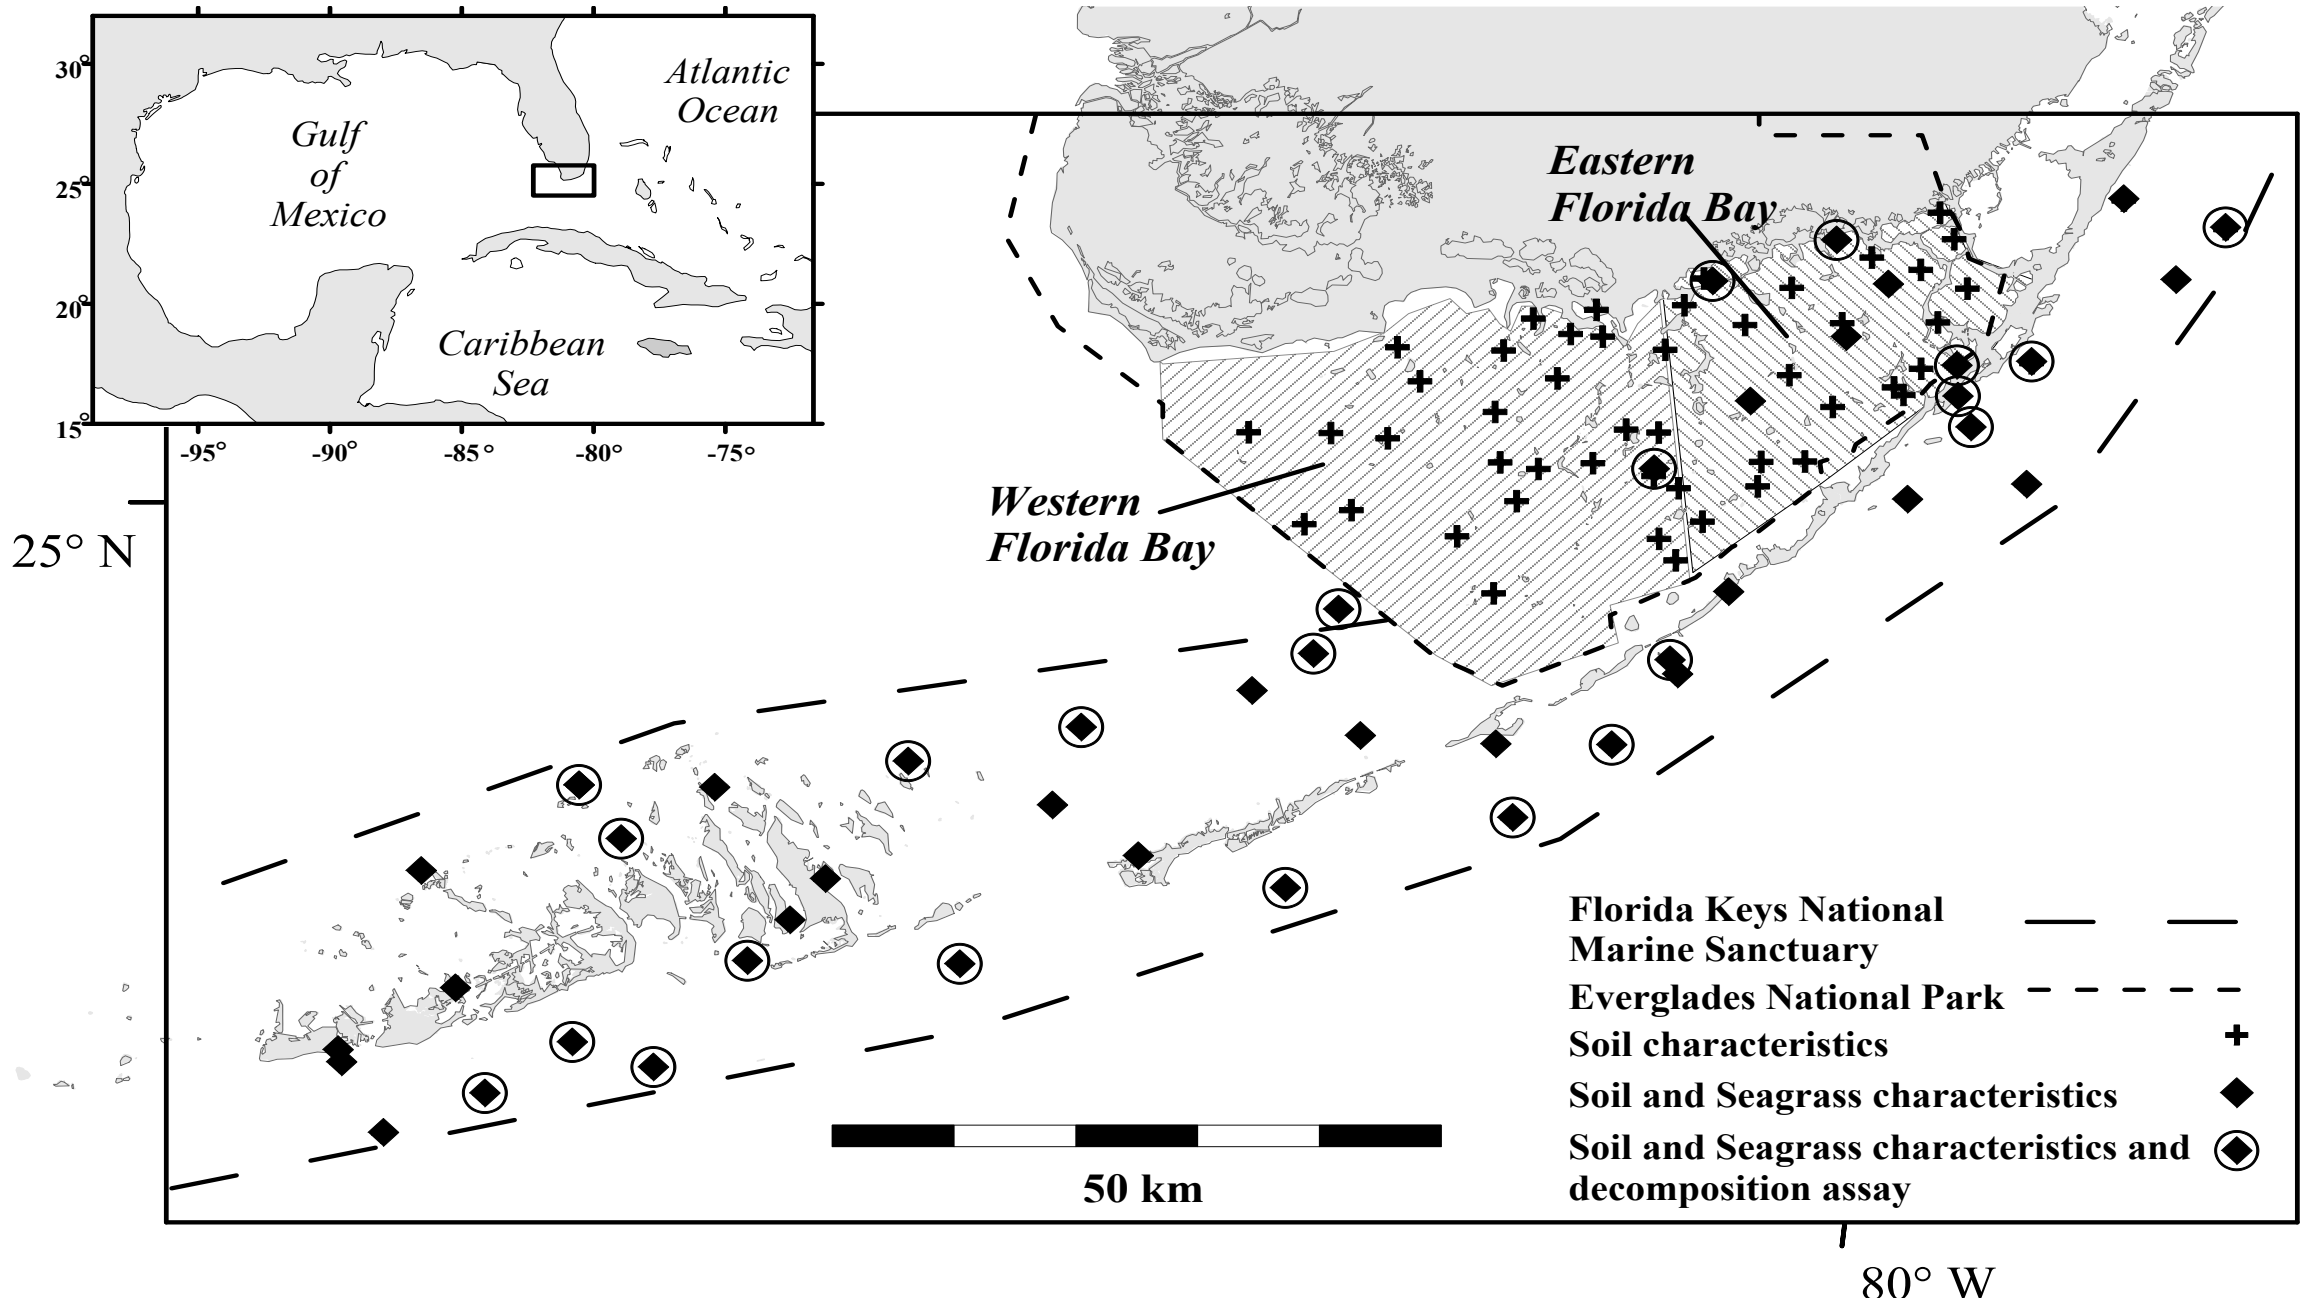 30°
25°
20°
15°
-95°
-90°
-85°
-80°
-75°
Atlantic
Ocean
Gulf
of
Mexico
Caribbean
Sea
Eastern
Florida Bay
Western
Florida Bay
25° N
80° W
50 km
Florida Keys National
Marine Sanctuary
Everglades National Park
Soil characteristics
Soil and Seagrass characteristics
Soil and Seagrass characteristics and
decomposition assay